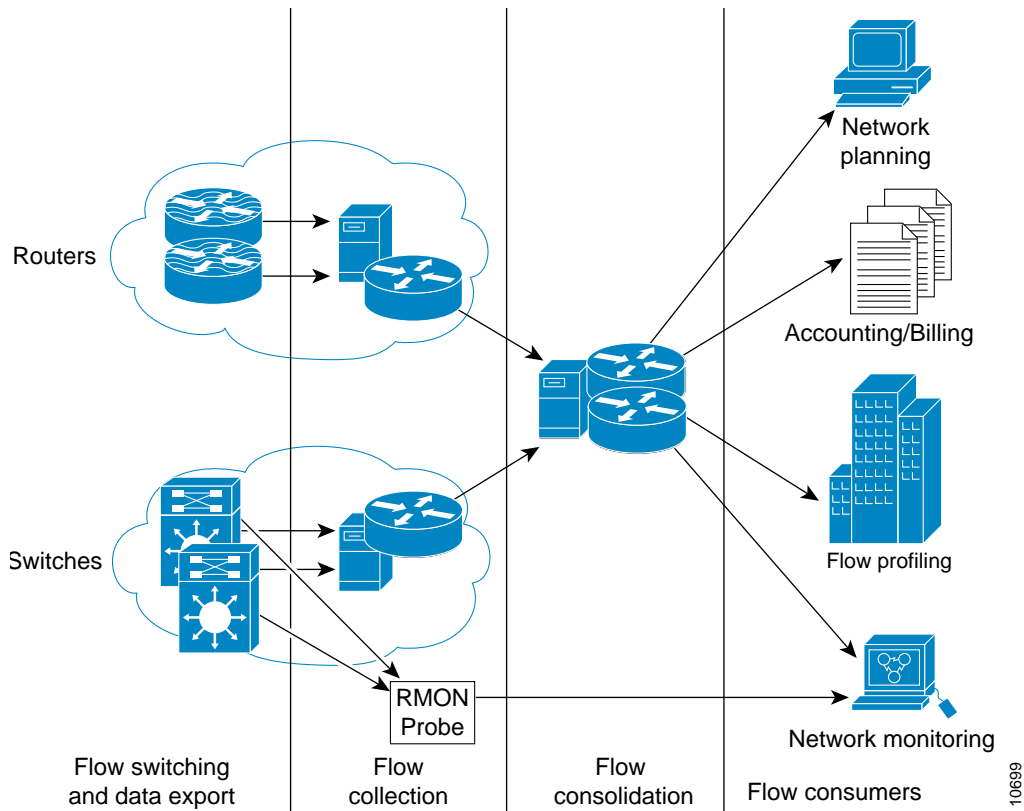 Network
planning
Routers
Accounting/Billing
Switches
Flow profiling
RMON
Probe
Network monitoring
Flow switching
and data export
Flow
collection
Flow
consolidation
Flow consumers
10699